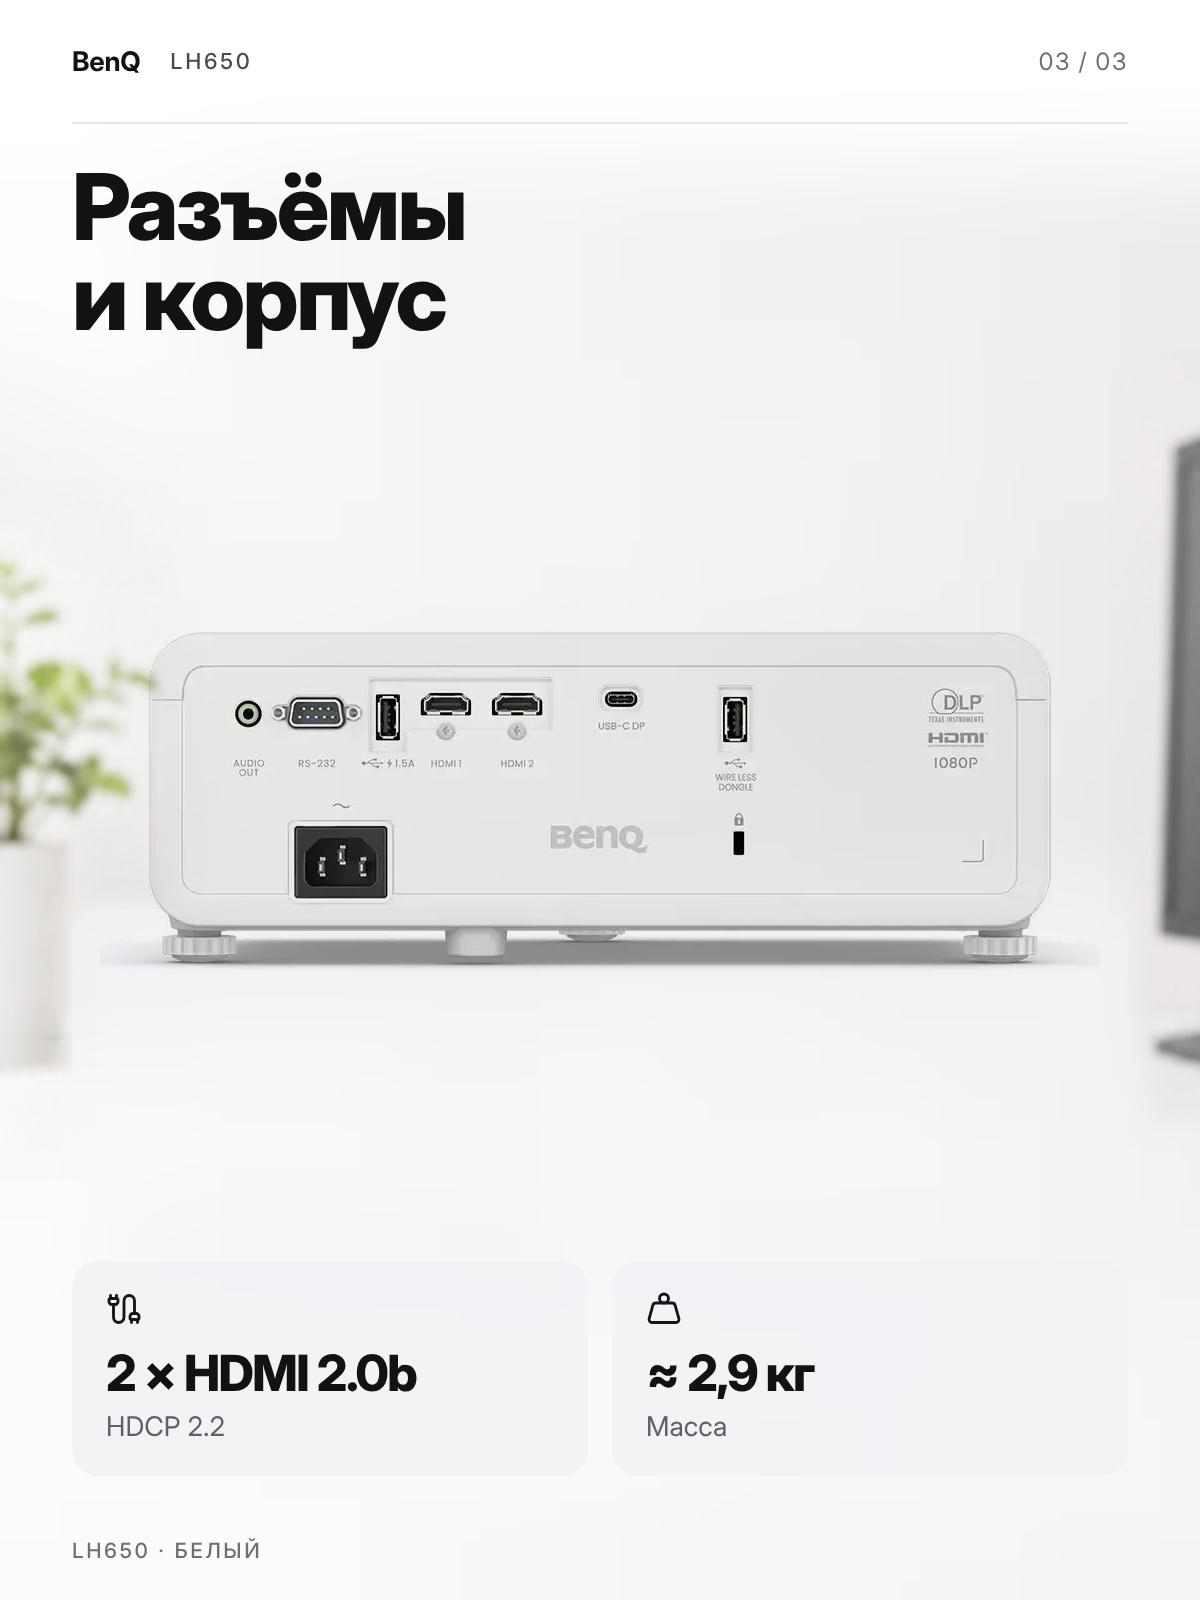 BenQ LH650 03 / 03
Разъёмы
и корпус
DLP
TEXAS INSTRUMENTS
HDMI
1080P
USB-C DP
AUDIO
OUT
RS-232
1.5A
HDMI 1
HDMI 2
WIRELESS
DONGLE
BenQ
2 × HDMI 2.0b
HDCP 2.2
≈ 2,9 кг
Масса
LH650 · БЕЛЫЙ